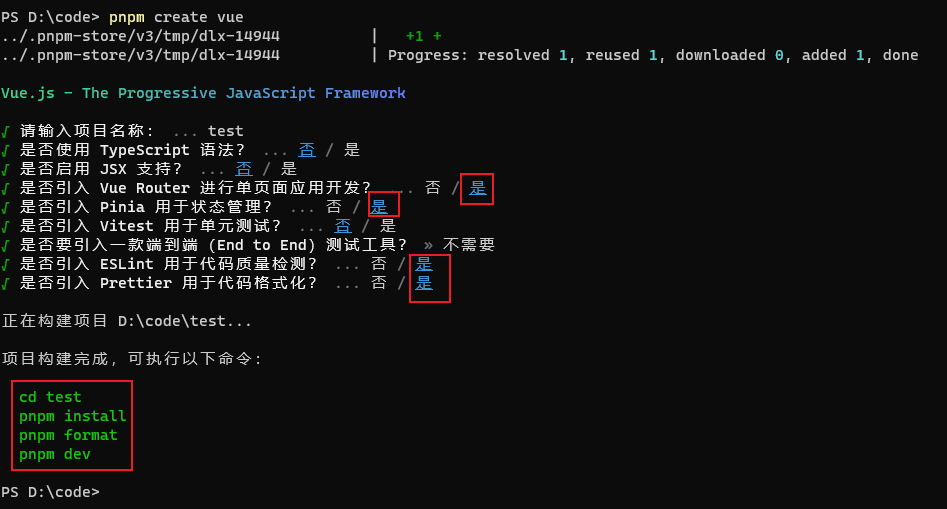 PS D:\code> pnpm create vue
../.pnpm-store/v3/tmp/dlx-14944 | +1 +
../.pnpm-store/v3/tmp/dlx-14944 | Progress: resolved 1, reused 1, downloaded 0, added 1, done
Vue.js - The Progressive JavaScript Framework
√ 请输入项目名称: ... test
√ 是否使用 TypeScript 语法? ... 否 / 是
√ 是否启用 JSX 支持? ... 否 / 是
√ 是否引入 Vue Router 进行单页面应用开发? ... 否 / 是
√ 是否引入 Pinia 用于状态管理? ... 否 / 是
√ 是否引入 Vitest 用于单元测试? ... 否 / 是
√ 是否要引入一款端到端 (End to End) 测试工具? » 不需要
√ 是否引入 ESLint 用于代码质量检测? ... 否 / 是
√ 是否引入 Prettier 用于代码格式化? ... 否 / 是
正在构建项目 D:\code\test...
项目构建完成,可执行以下命令:
cd test
pnpm install
pnpm format
pnpm dev
PS D:\code>